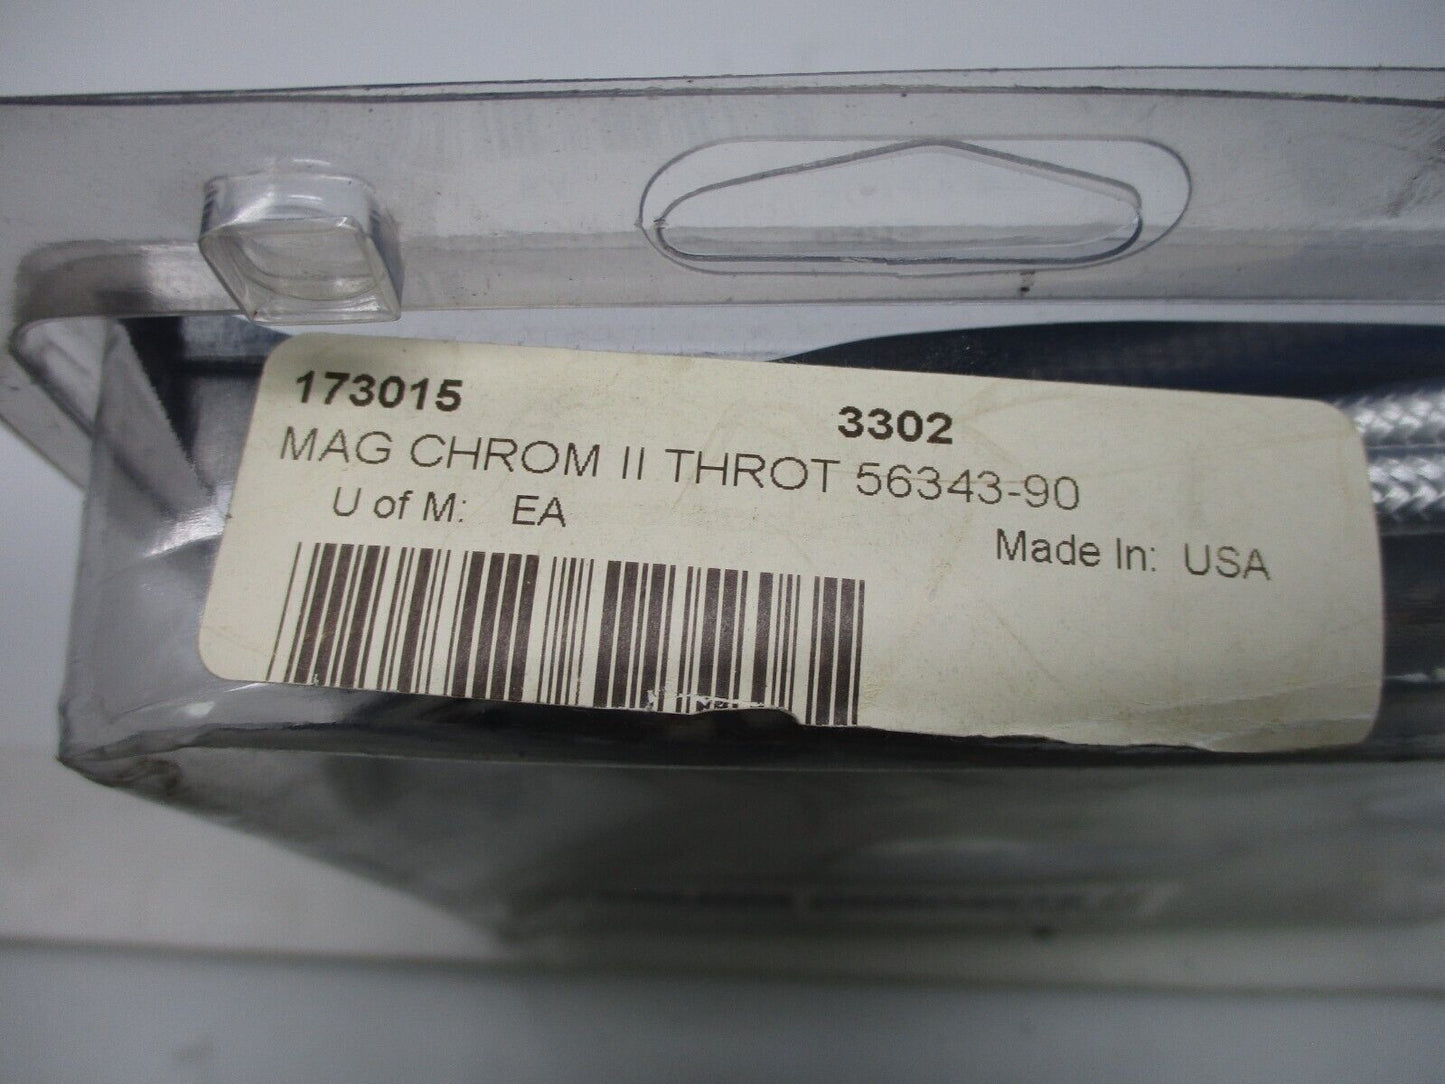 173015 3302
MAG CHROM II THROT 56343-90
U of M: EA
Made In: USA